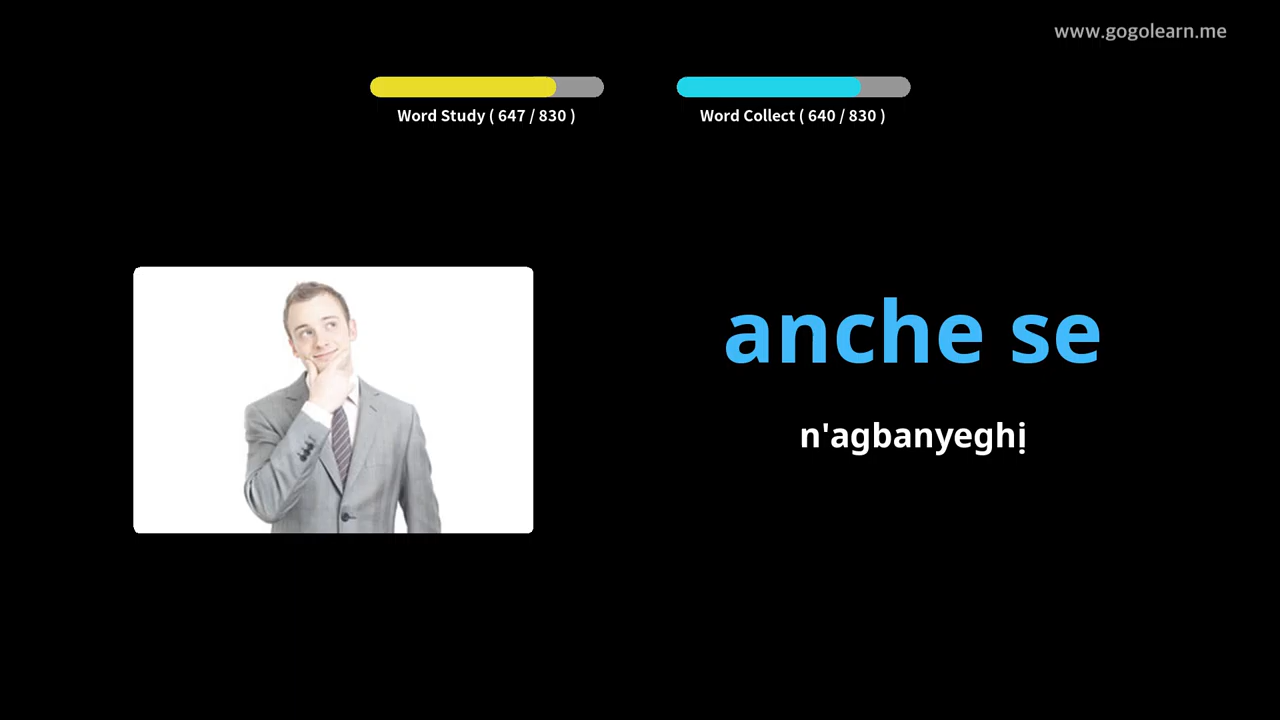 www.gogolearn.me
Word Study ( 647 / 830 )
Word Collect ( 640 / 830 )
anche se
n'agbanyeghị